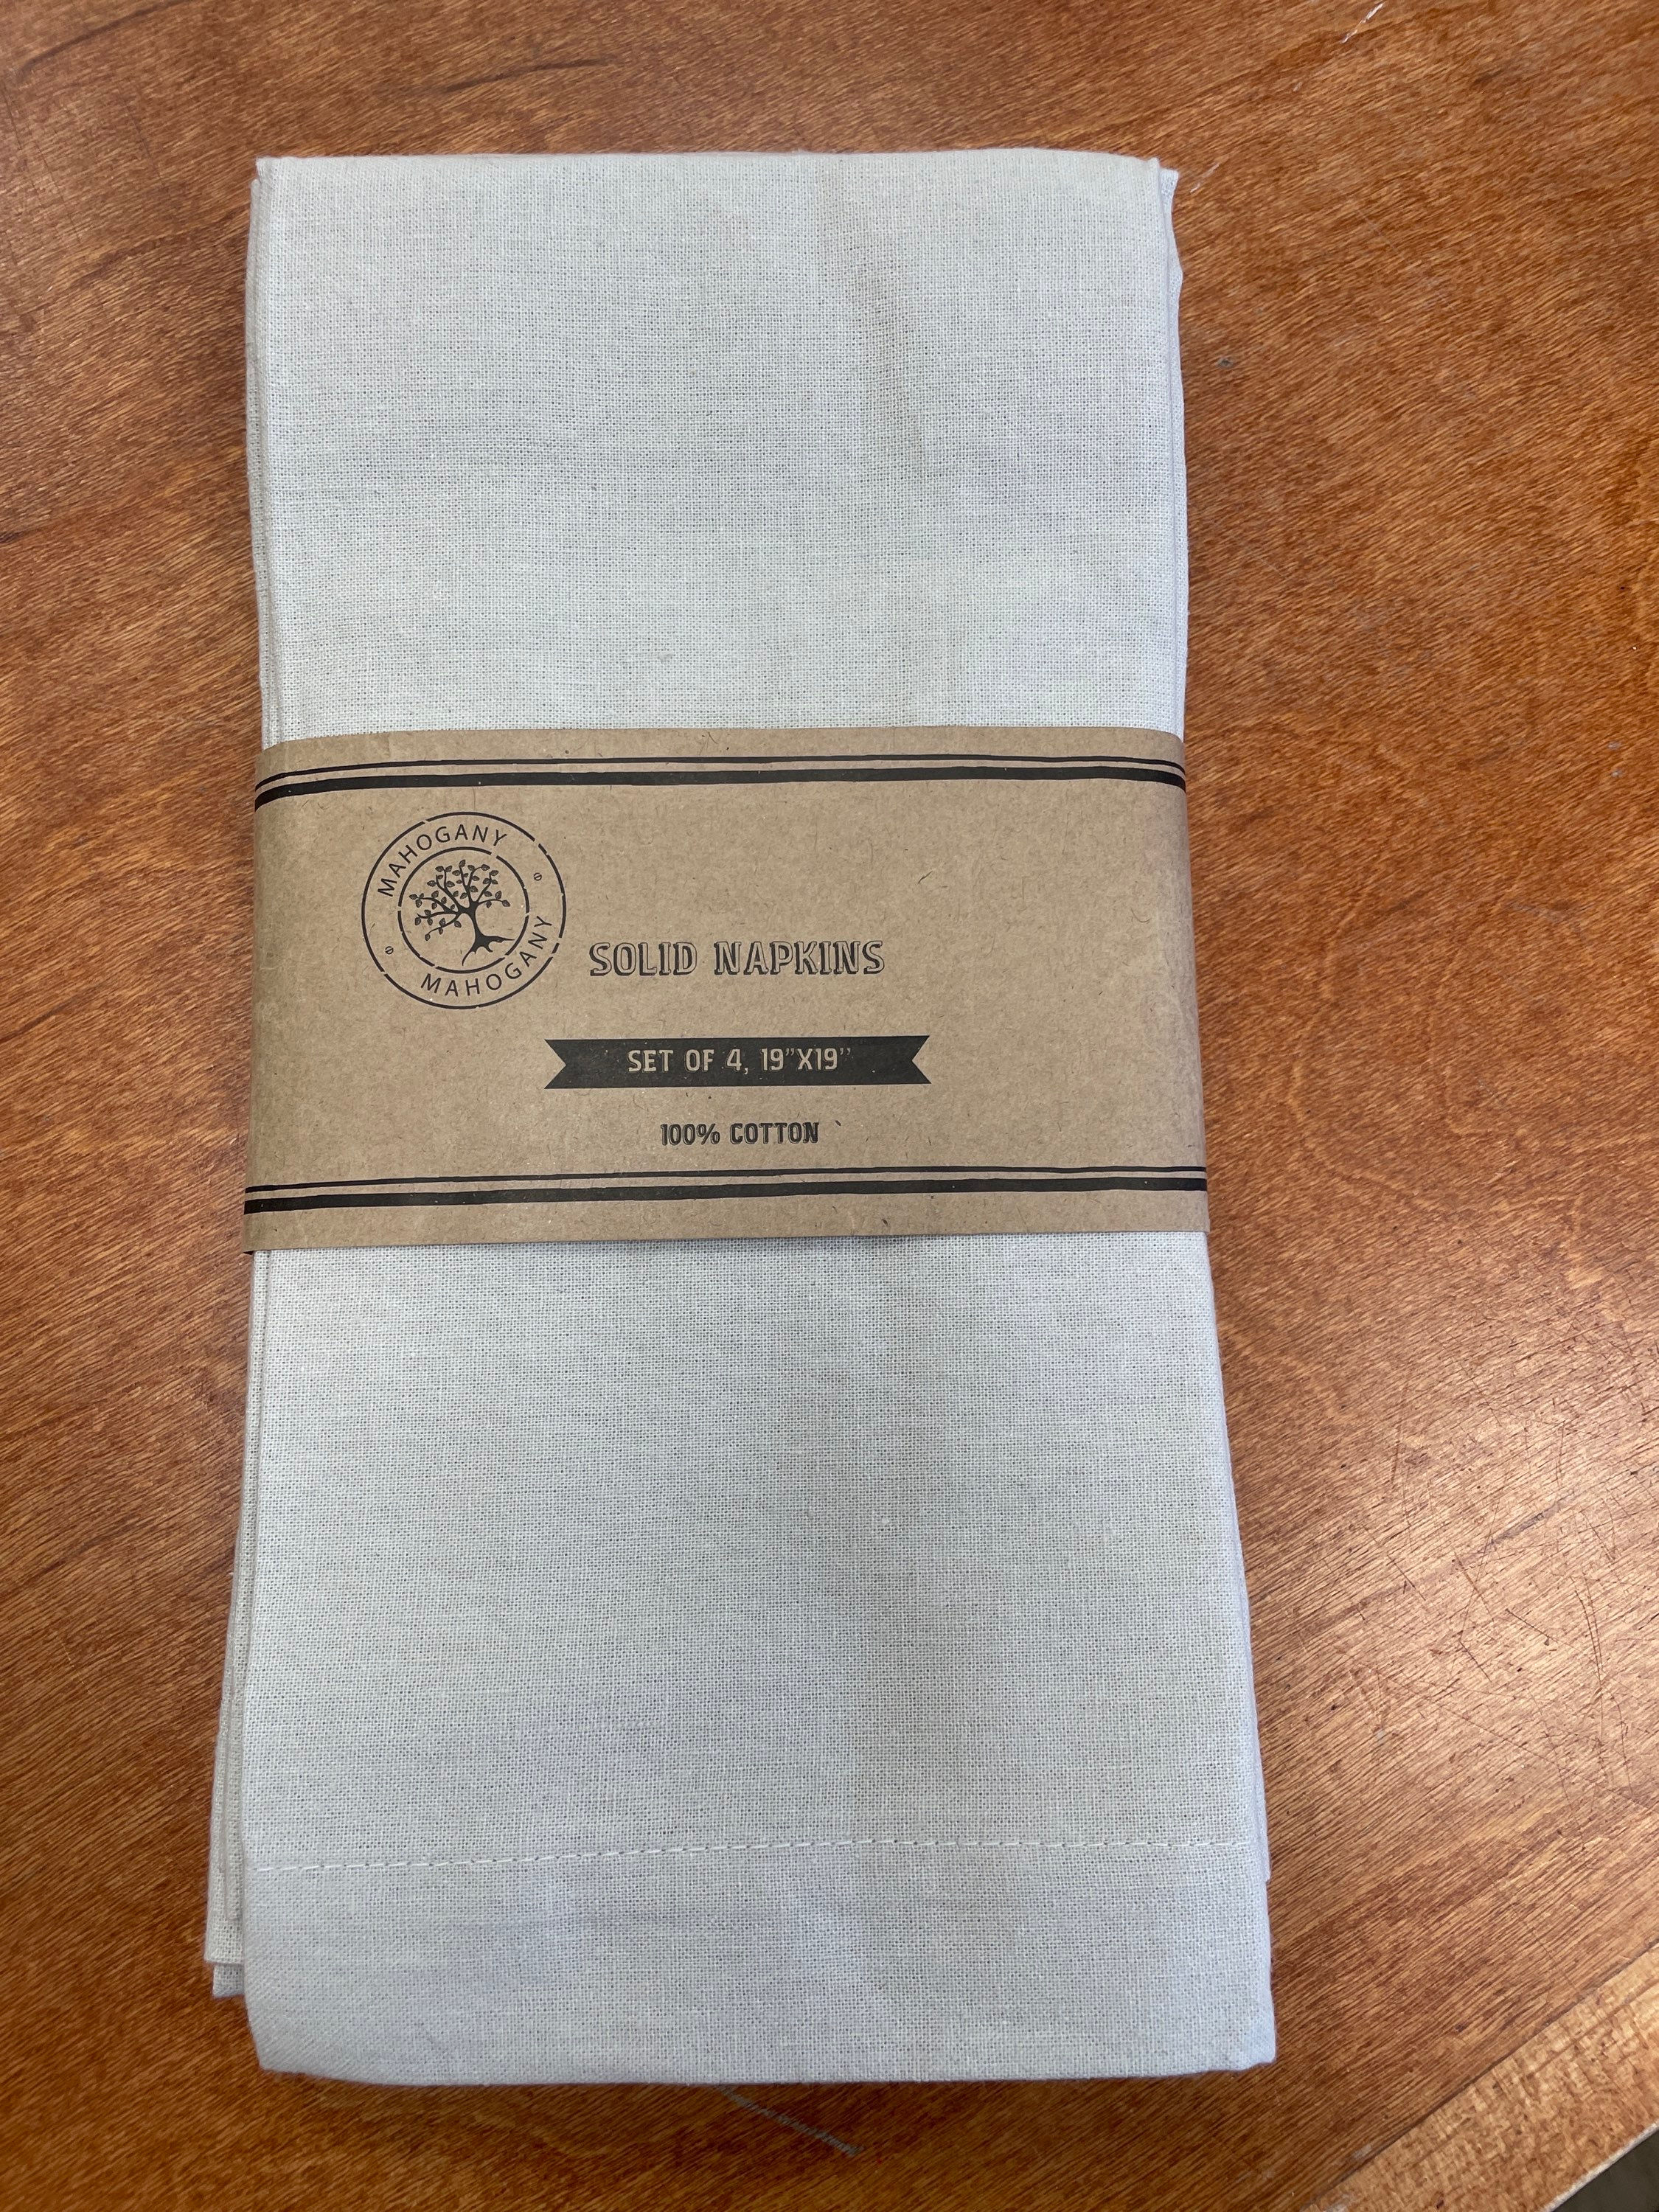 MAHOGANY
MAHOGANY
SOLID NAPKINS
SET OF 4, 19"X19"
100% COTTON